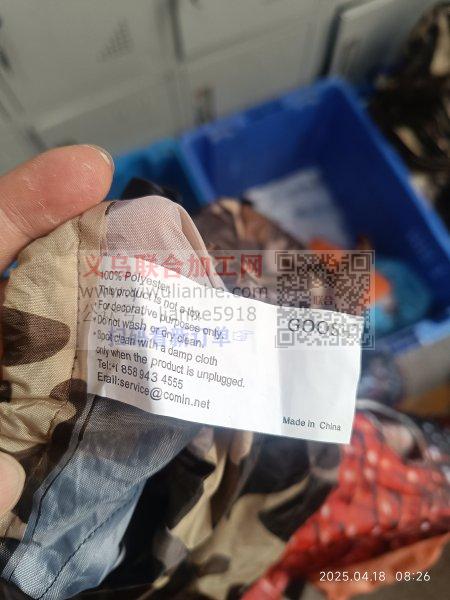 义乌联合加工网
100% Polyester
This product is not a toy.
For decorative purposes only.
Do not wash or dry clean.
Spot clean with a damp cloth
only when the product is unplugged.
Tel:+1 858 943 4555
Email:service@comin.net
Made in China
2025.04.18 08:26